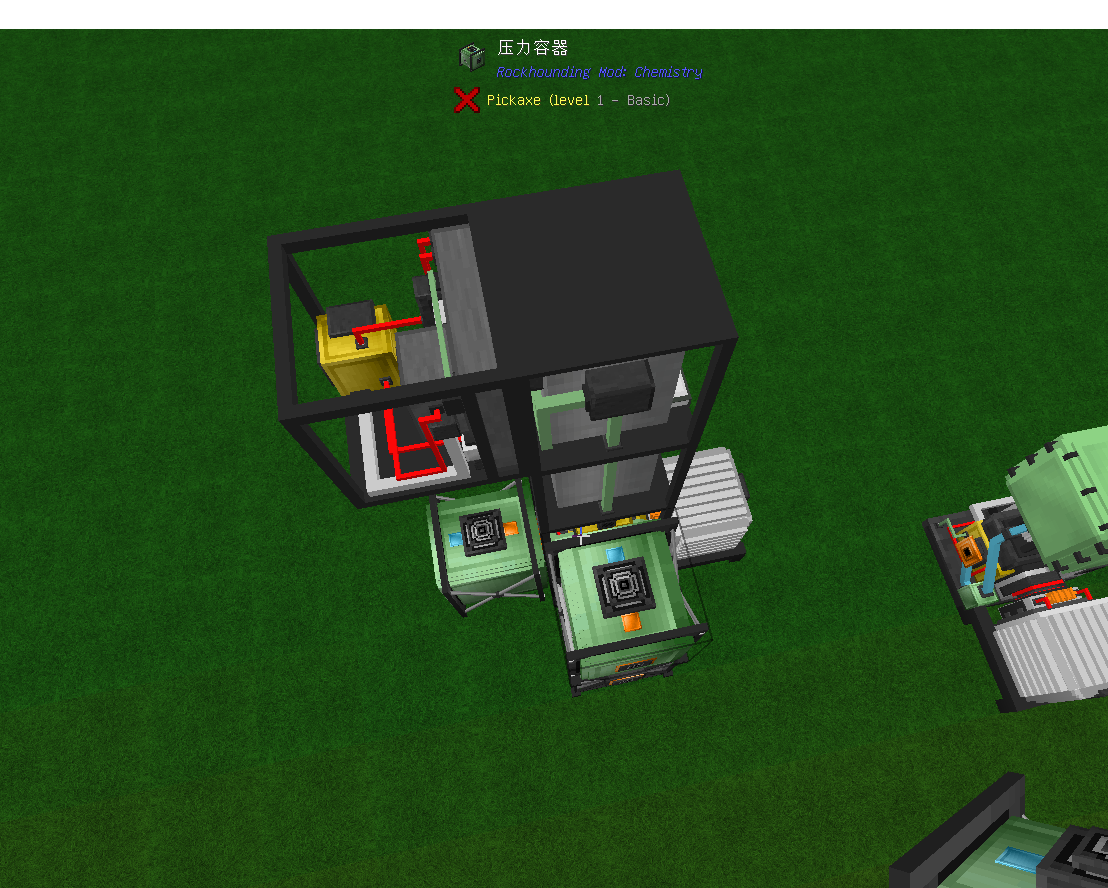 压力容器
Rockhounding Mod: Chemistry
Pickaxe (level 1 - Basic)